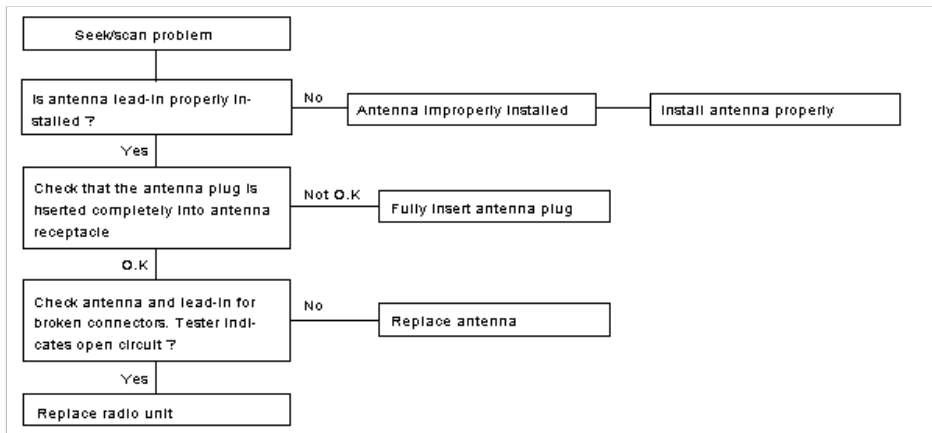 Seek/scan problem
Is antenna lead-in properly in-
stalled ?
No
Antenna improperly installed
Install antenna properly
Yes
Check that the antenna plug is
hserted completely into antenna
receptacle
Not O.K
Fully insert antenna plug
O.K
Check antenna and lead-in for
broken connectors. Tester indi-
cates open circuit ?
No
Replace antenna
Yes
Replace radio unit